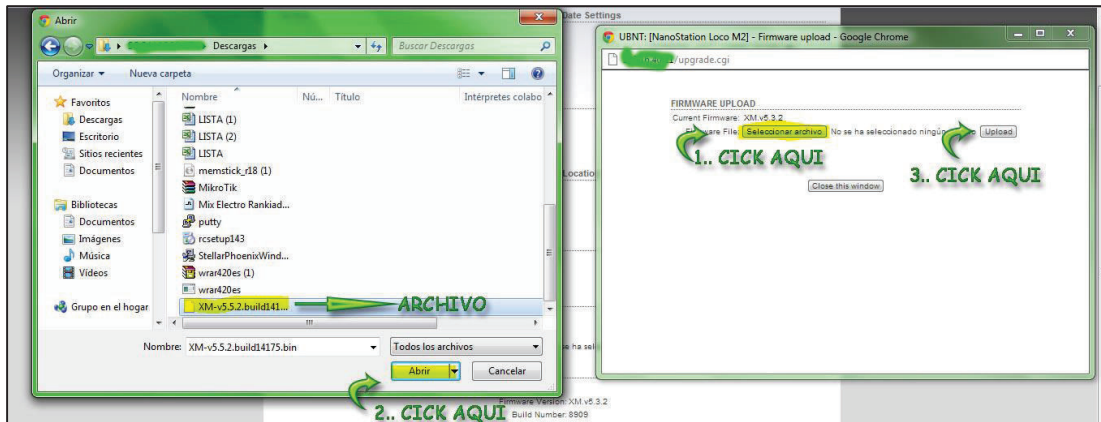 Abrir
Descargas
Buscar Descargas
Organizar
Nueva carpeta
Favoritos
Descargas
Escritorio
Sitios recientes
Documentos
Bibliotecas
Documentos
Imágenes
Música
Vídeos
Grupo en el hogar
Nombre
Nú...
Título
Intérpretes colabo
LISTA (1)
LISTA (2)
LISTA
memstick_r18 (1)
MikroTik
Mix Electro Rankiad...
putty
rcsetup143
StellarPhoenixWind...
wrar420es (1)
wrar420es
XM-v5.5.2.build141...
ARCHIVO
Nombre:
XM-v5.5.2.build14175.bin
Todos los archivos
Abrir
Cancelar
2.. CICK AQUI
Date Settings
Locatio
e ha sel
Firmware Version: XM.v5.3.2
Build Number: 8909
UBNT: [NanoStation Loco M2] - Firmware upload - Google Chrome
/upgrade.cgi
FIRMWARE UPLOAD
Current Firmware: XM.v5.3.2
File:
Seleccionar archivo
No se ha seleccionado
Upload
1.. CICK AQUI
3.. CICK AQUI
Close this window